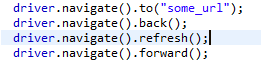 driver.navigate().to("some_url");
driver.navigate().back();
driver.navigate().refresh();
driver.navigate().forward();